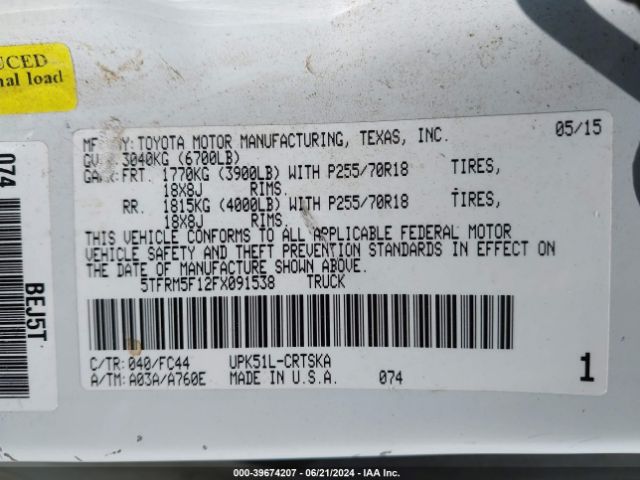 UCED
nal load
074
BEJ5T
TOYOTA MOTOR MANUFACTURING, TEXAS, INC. 05/15
3040KG (6700LB)
FRT. 1770KG (3900LB) WITH P255/70R18 TIRES,
18X8J RIMS.
RR. 1815KG (4000LB) WITH P255/70R18 TIRES,
18X8J RIMS
THIS VEHICLE CONFORMS TO ALL APPLICABLE FEDERAL MOTOR
VEHICLE SAFETY AND THEFT PREVENTION STANDARDS IN EFFECT ON
THE DATE OF MANUFACTURE SHOWN ABOVE.
5TFRM5F12FX091538 TRUCK
C/TR: 040/FC44 UPK51L-CRTSKA
A/TM: A03A/A760E MADE IN U.S.A. 074 1
000-39674207 - 06/21/2024 - IAA Canada